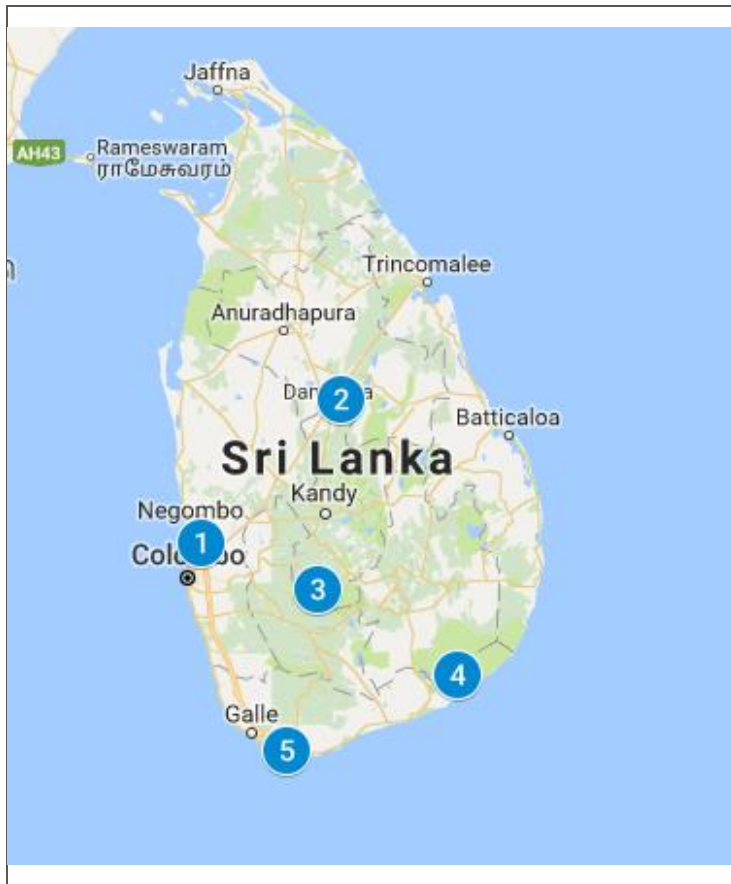 Jaffna
AH43
Rameswaram
ராமேசுவரம்
Trincomalee
Anuradhapura
2
Batticaloa
Sri Lanka
Kandy
Negombo
1
3
4
Galle
5